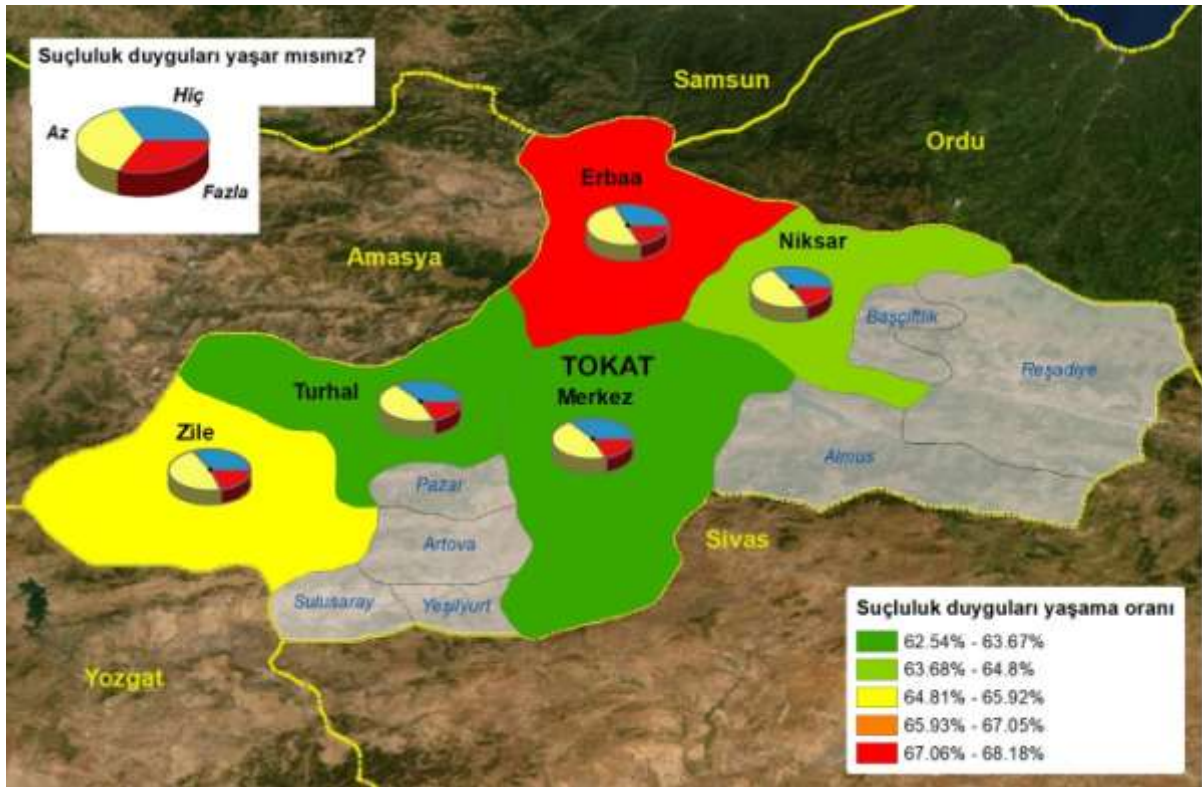 Suçluluk duyguları yaşar mısınız?
Hiç
Az
Fazla
Samsun
Ordu
Erbaa
Niksar
Amasya
Başçiftlik
Reşadiye
TOKAT
Merkez
Turhal
Zile
Almus
Pazar
Artova
Sivas
Sulusaray
Yeşilyurt
Yozgat
Suçluluk duyguları yaşama oranı
62.54% - 63.67%
63.68% - 64.8%
64.81% - 65.92%
65.93% - 67.05%
67.06% - 68.18%